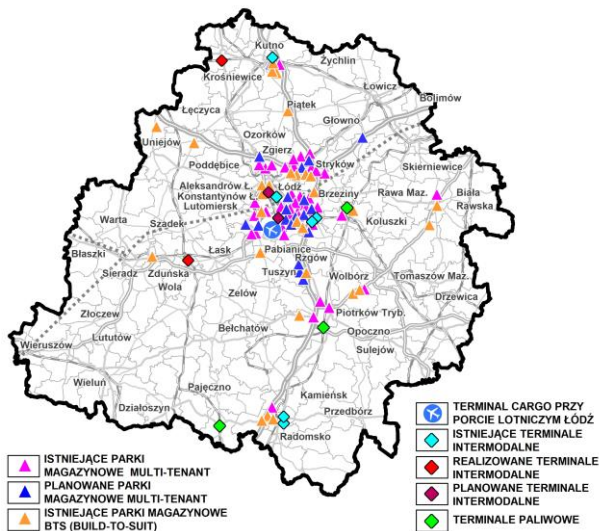 Kutno
Żychlin
Krośniewice
Łowicz
Bolimów
Łęczyca
Piątek
Głowno
Ozorków
Uniejów
Zgierz
Stryków
Poddębice
Skierniewice
Aleksandrów Ł.
Łódź
Brzeziny
Rawa Maz.
Biała
Rawska
Konstantynów Ł.
Lutomiersk
Warta
Szadek
Koluszki
Błaszki
Łask
Pabianice
Rzgów
Sieradz
Zduńska
Wola
Tuszyn
Wolbórz
Tomaszów Maz.
Zelów
Drzewica
Złoczew
Piotrków Tryb.
Bełchatów
Opoczno
Lututów
Wieruszów
Sulejów
Wieluń
Pajęczno
Kamieńsk
Działoszyn
Przedbórz
Radomsko
ISTNIEJĄCE PARKI
MAGAZYNOWE MULTI-TENANT
PLANOWANE PARKI
MAGAZYNOWE MULTI-TENANT
ISTNIEJĄCE PARKI MAGAZYNOWE
BTS (BUILD-TO-SUIT)
TERMINAL CARGO PRZY
PORCIE LOTNICZYM ŁÓDŹ
ISTNIEJĄCE TERMINALE
INTERMODALNE
REALIZOWANE TERMINALE
INTERMODALNE
PLANOWANE TERMINALE
INTERMODALNE
TERMINALE PALIWOWE